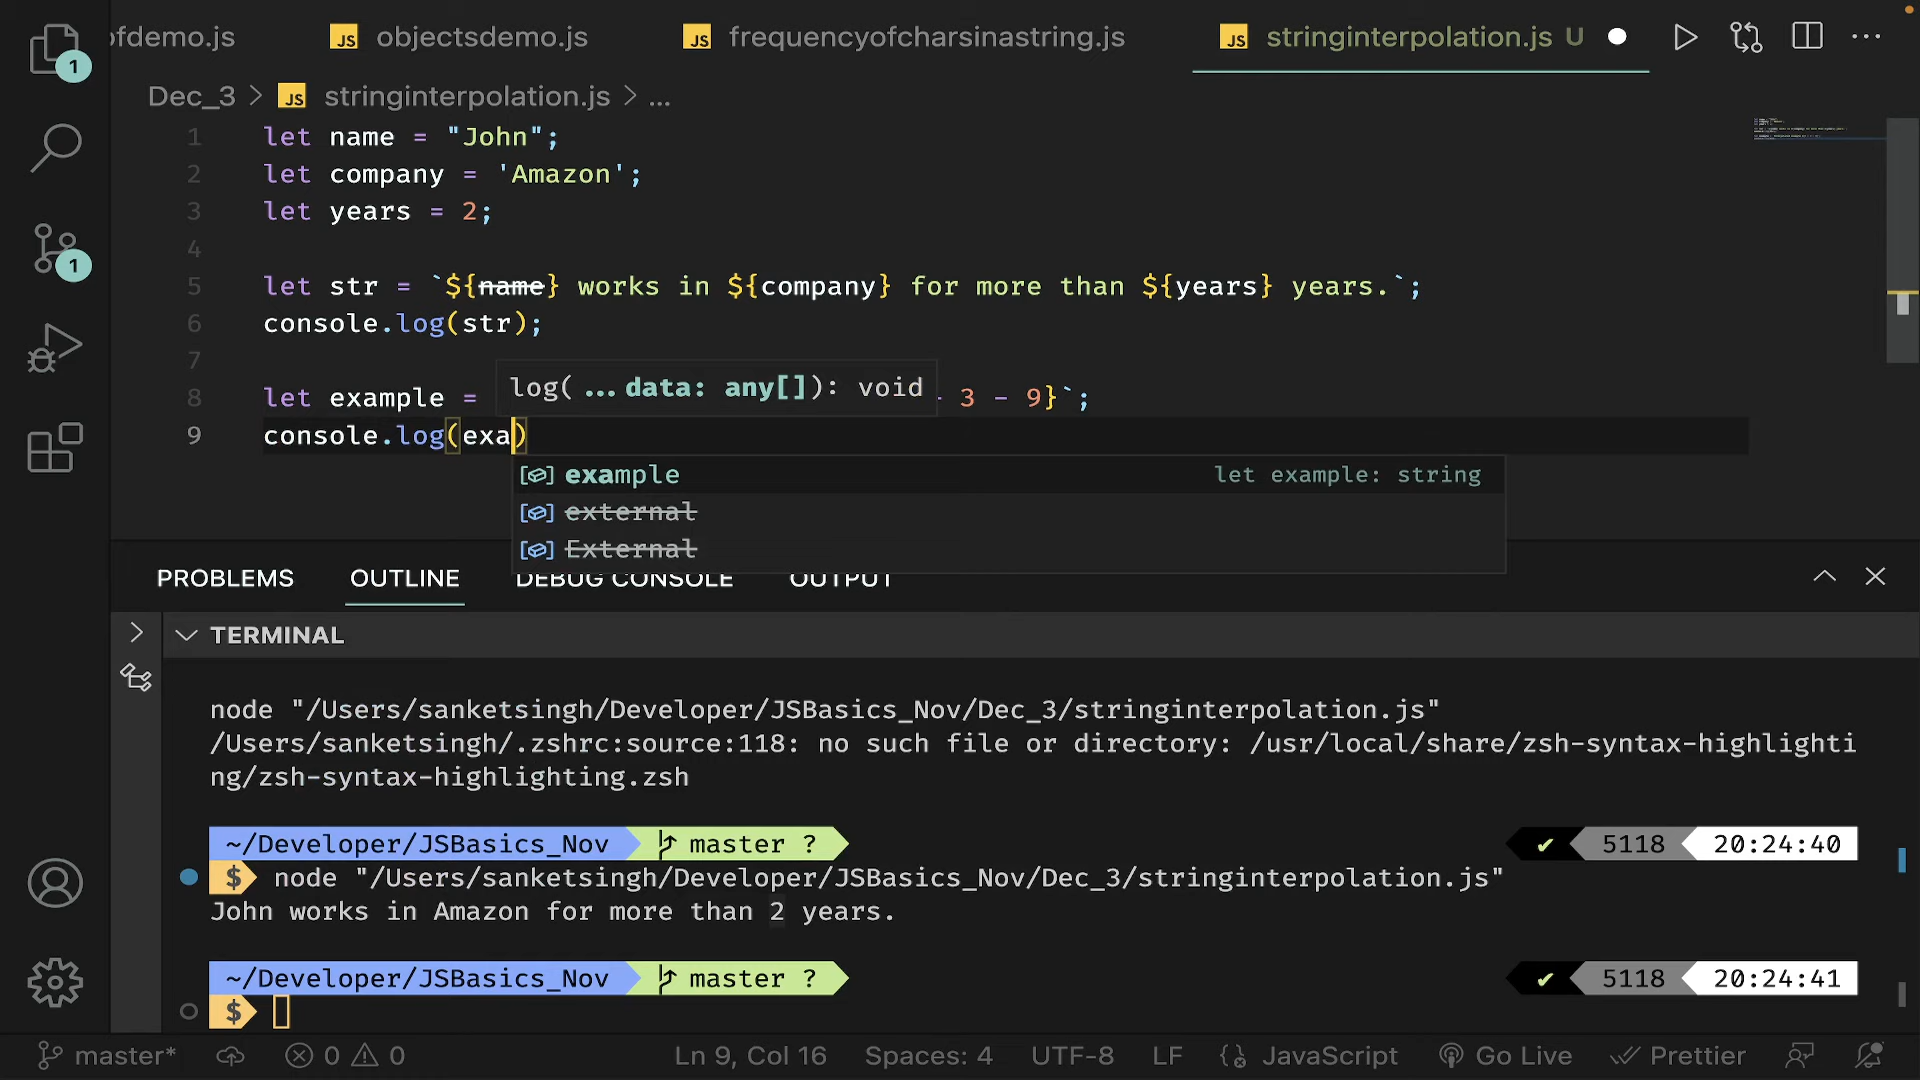 fdemo.js
JS objectsdemo.js
JS frequencyofcharsinastring.js
JS stringinterpolation.js U
1
Dec_3 > JS stringinterpolation.js > ...
1 let name = "John";
2 let company = 'Amazon';
3 let years = 2;
4
5 let str = `${name} works in ${company} for more than ${years} years.`;
6 console.log(str);
7
8 let example = - 3 - 9}`;
log( ...data: any[]): void
9 console.log(exa)
example let example: string
external
External
1
PROBLEMS OUTLINE DEBUG CONSOLE OUTPUT
TERMINAL
node "/Users/sanketsingh/Developer/JSBasics_Nov/Dec_3/stringinterpolation.js"
/Users/sanketsingh/.zshrc:source:118: no such file or directory: /usr/local/share/zsh-syntax-highlighti
ng/zsh-syntax-highlighting.zsh
~/Developer/JSBasics_Nov master ? ✔ 5118 20:24:40
$ node "/Users/sanketsingh/Developer/JSBasics_Nov/Dec_3/stringinterpolation.js"
John works in Amazon for more than 2 years.
~/Developer/JSBasics_Nov master ? ✔ 5118 20:24:41
$
master* 0 0 Ln 9, Col 16 Spaces: 4 UTF-8 LF JavaScript Go Live Prettier